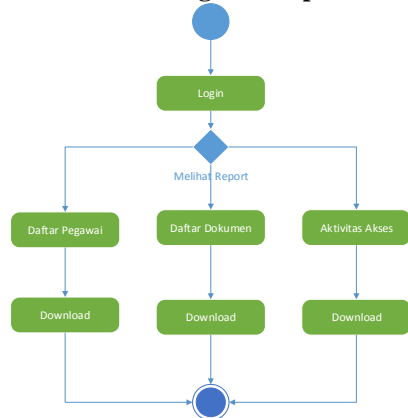 Login
Melihat Report
Daftar Pegawai
Daftar Dokumen
Aktivitas Akses
Download
Download
Download